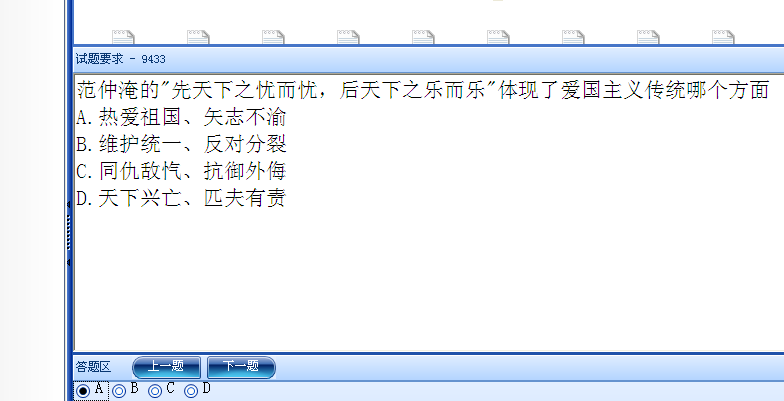 试题要求 - 9433
范仲淹的"先天下之忧而忧，后天下之乐而乐"体现了爱国主义传统哪个方面
A.热爱祖国、矢志不渝
B.维护统一、反对分裂
C.同仇敌忾、抗御外侮
D.天下兴亡、匹夫有责
答题区 上一题 下一题
A B C D